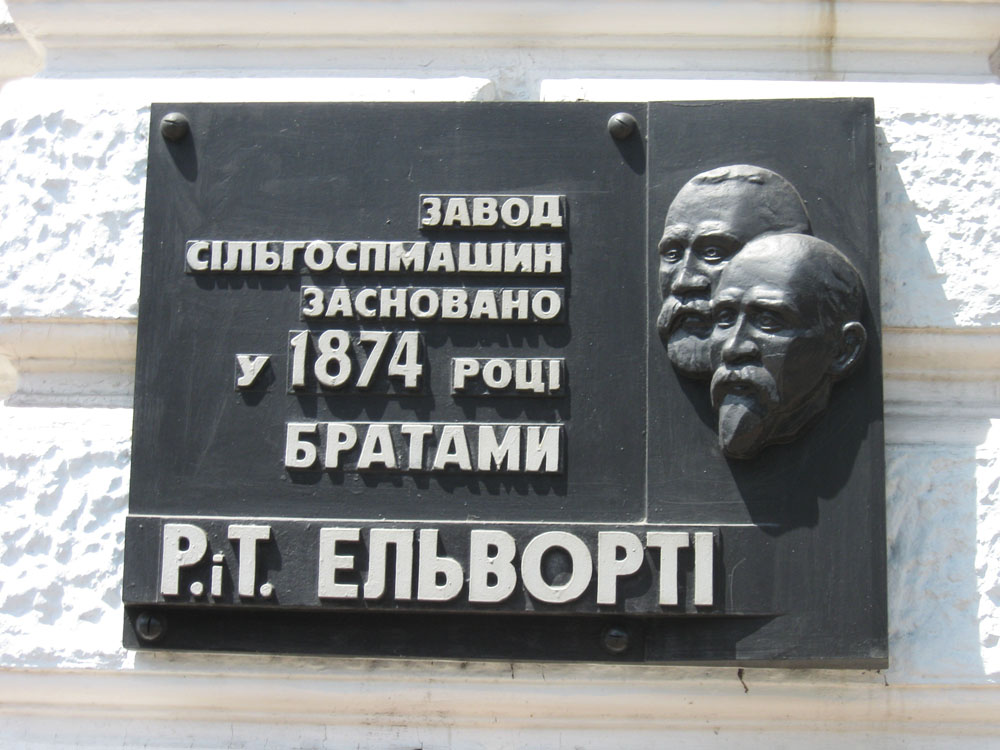 ЗАВОД
СІЛЬГОСПМАШИН
ЗАСНОВАНО
У 1874 РОЦІ
БРАТАМИ
Р.іТ. ЕЛЬВОРТІ